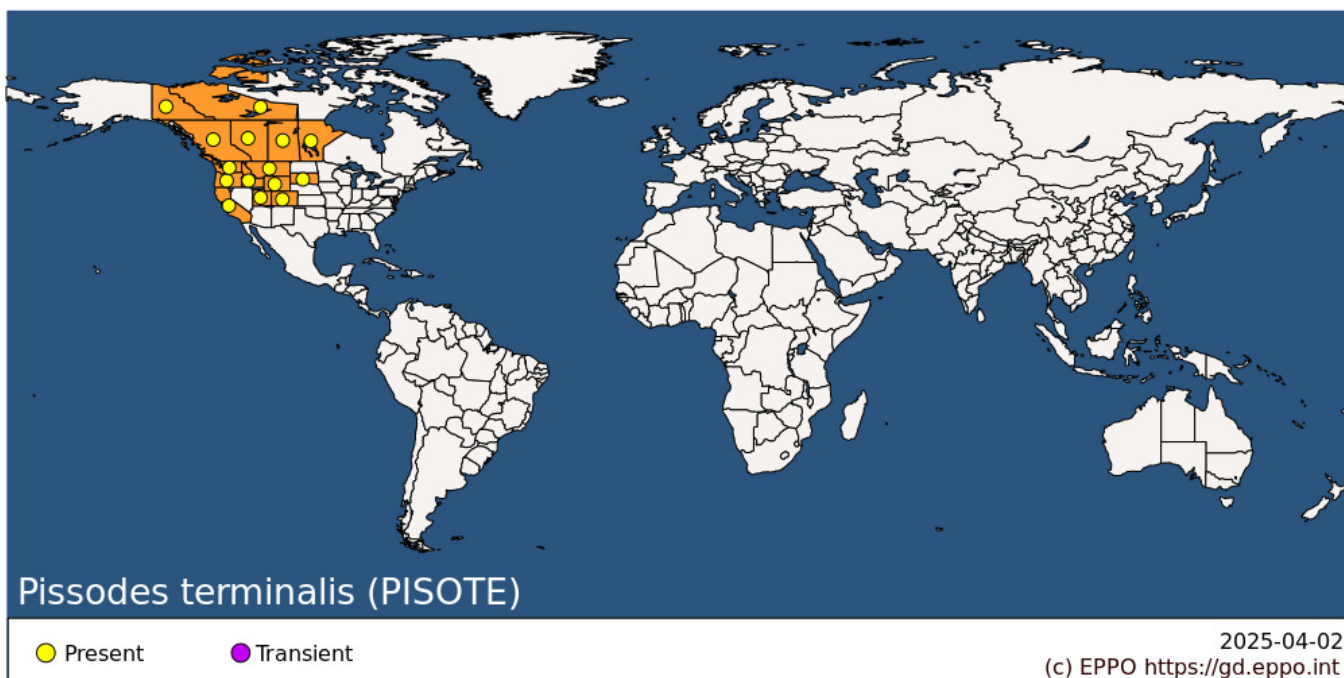 Pissodes terminalis (PISOTE)
Present
Transient
2025-04-02
(c) EPPO https://gd.eppo.int